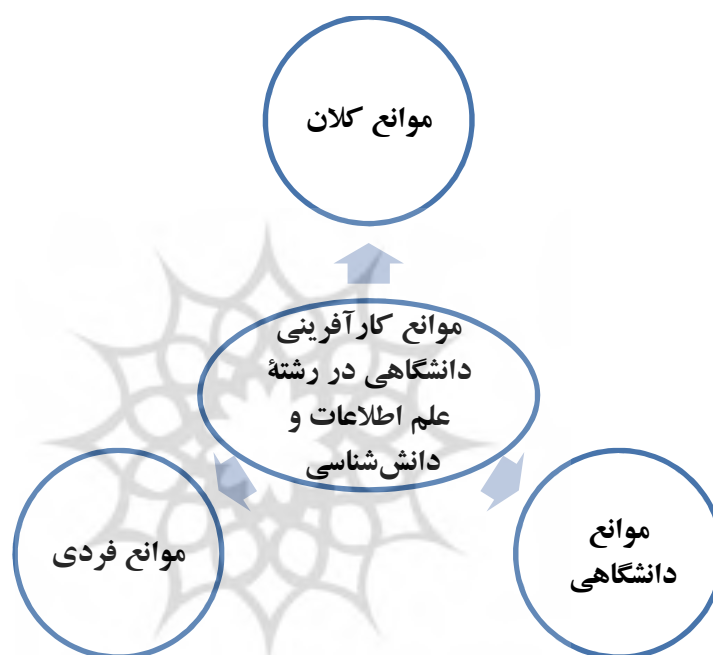 موانع کلان
موانع کارآفرینی
دانشگاهی در رشتۀ
علم اطلاعات و
دانش‌شناسی
موانع
دانشگاهی
موانع فردی